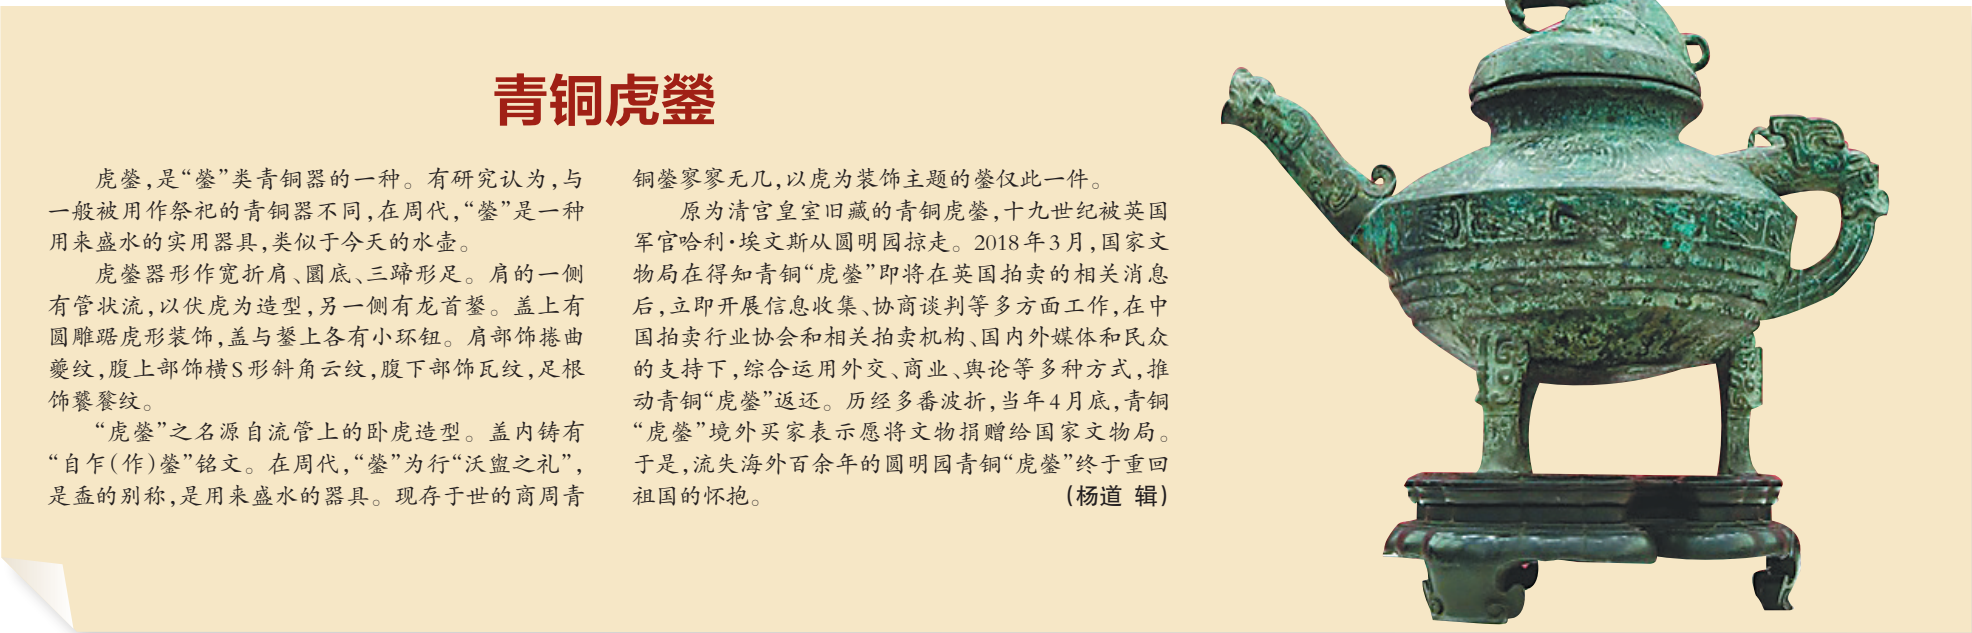 青铜虎鎣
虎鎣，是“鎣”类青铜器的一种。有研究认为，与
一般被用作祭祀的青铜器不同，在周代，“鎣”是一种
用来盛水的实用器具，类似于今天的水壶。
虎鎣器形作宽折肩、圜底、三蹄形足。肩的一侧
有管状流，以伏虎为造型，另一侧有龙首鋬。盖上有
圆雕踞虎形装饰，盖与鋬上各有小环钮。肩部饰捲曲
夔纹，腹上部饰横S形斜角云纹，腹下部饰瓦纹，足根
饰饕餮纹。
“虎鎣”之名源自流管上的卧虎造型。盖内铸有
“自乍（作）鎣”铭文。在周代，“鎣”为行“沃盥之礼”，
是盉的别称，是用来盛水的器具。现存于世的商周青
铜鎣寥寥无几，以虎为装饰主题的鎣仅此一件。
原为清宫皇室旧藏的青铜虎鎣，十九世纪被英国
军官哈利·埃文斯从圆明园掠走。2018年3月，国家文
物局在得知青铜“虎鎣”即将在英国拍卖的相关消息
后，立即开展信息收集、协商谈判等多方面工作，在中
国拍卖行业协会和相关拍卖机构、国内外媒体和民众
的支持下，综合运用外交、商业、舆论等多种方式，推
动青铜“虎鎣”返还。历经多番波折，当年4月底，青铜
“虎鎣”境外买家表示愿将文物捐赠给国家文物局。
于是，流失海外百余年的圆明园青铜“虎鎣”终于重回
祖国的怀抱。
（杨道 辑）